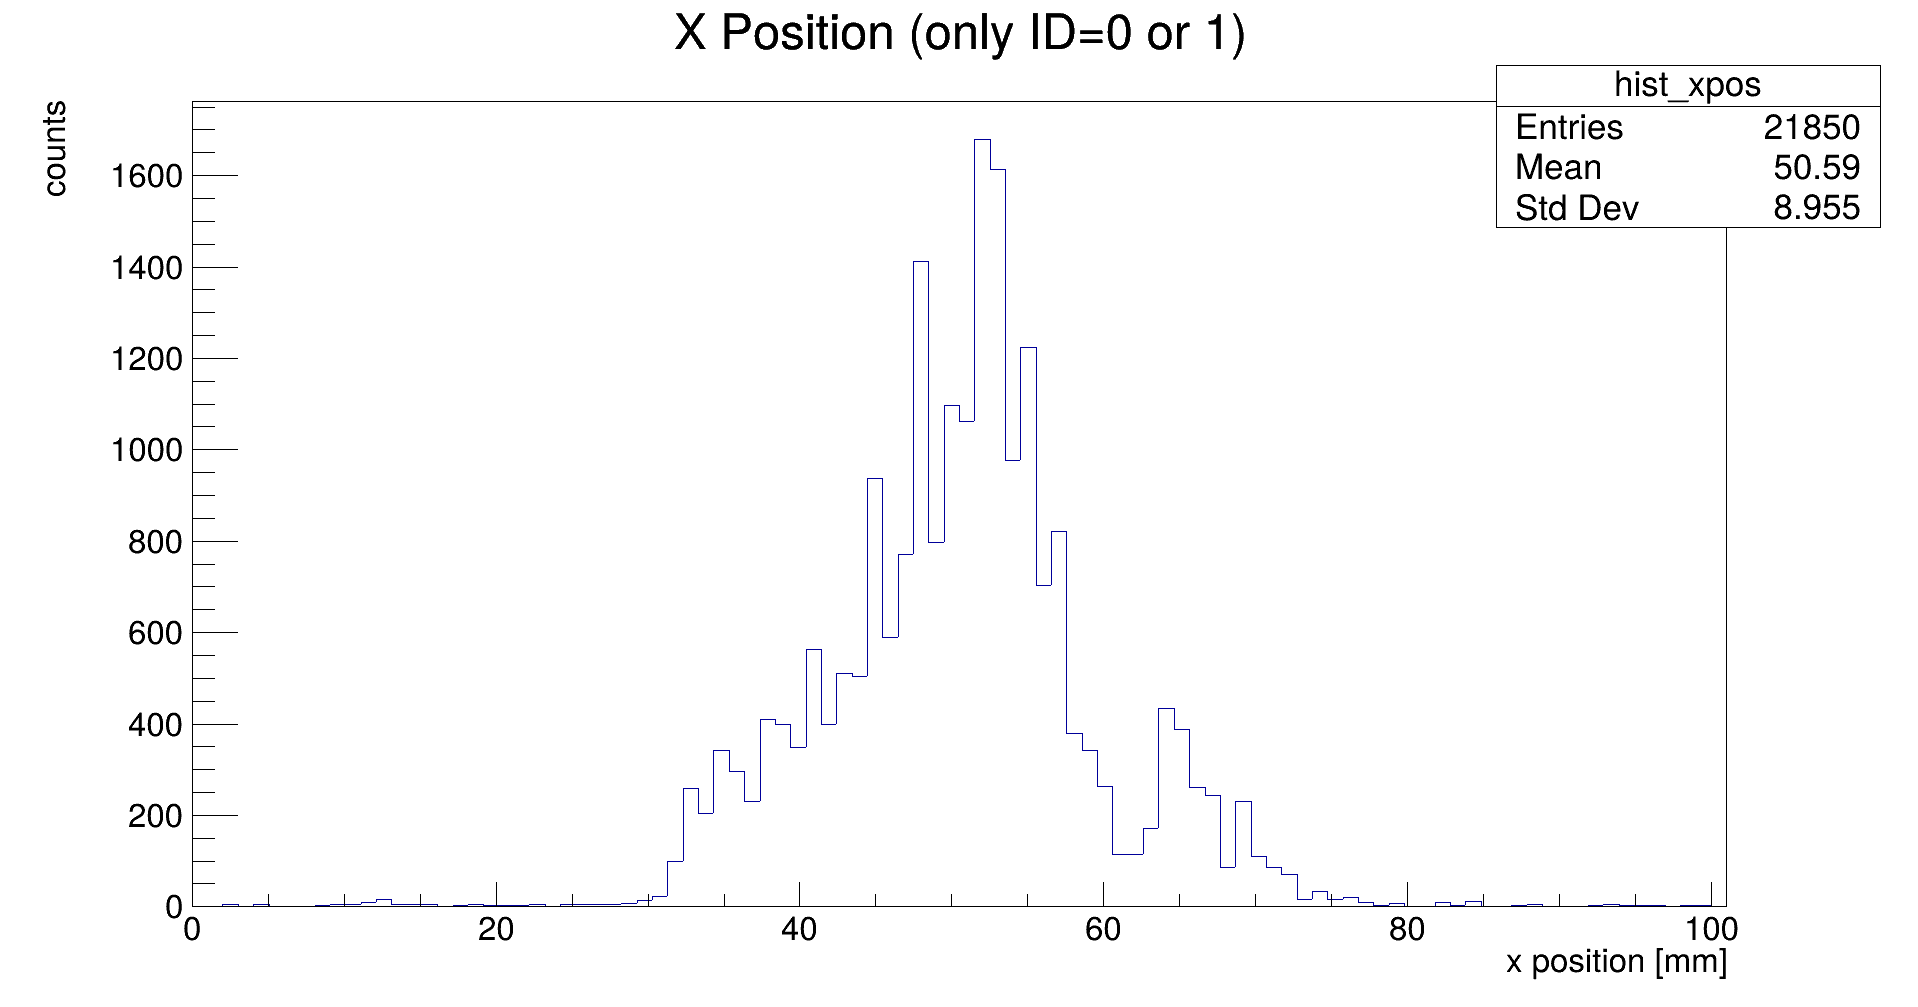 X Position (only ID=0 or 1)
hist_xpos
Entries 21850
Mean 50.59
Std Dev 8.955
counts
1600
1400
1200
1000
800
600
400
200
0
0 20 40 60 80 100
x position [mm]